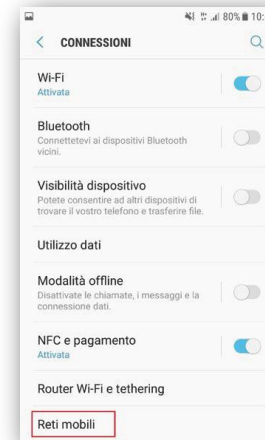 80% 10:
CONNESSIONI
Wi-Fi
Attivata
Bluetooth
Connettetevi ai dispositivi Bluetooth
vicini.
Visibilità dispositivo
Potete consentire ad altri dispositivi di
trovare il vostro telefono e trasferire file.
Utilizzo dati
Modalità offline
Disattivate le chiamate, i messaggi e la
connessione dati.
NFC e pagamento
Attivata
Router Wi-Fi e tethering
Reti mobili